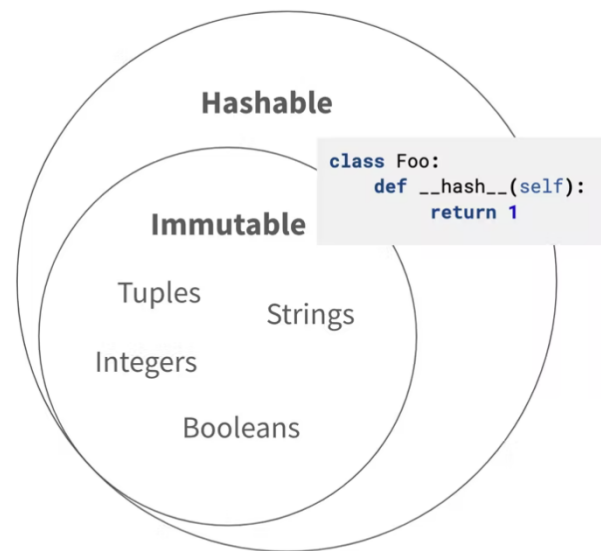 Hashable
class Foo:
    def __hash__(self):
        return 1
Immutable
Tuples
Strings
Integers
Booleans